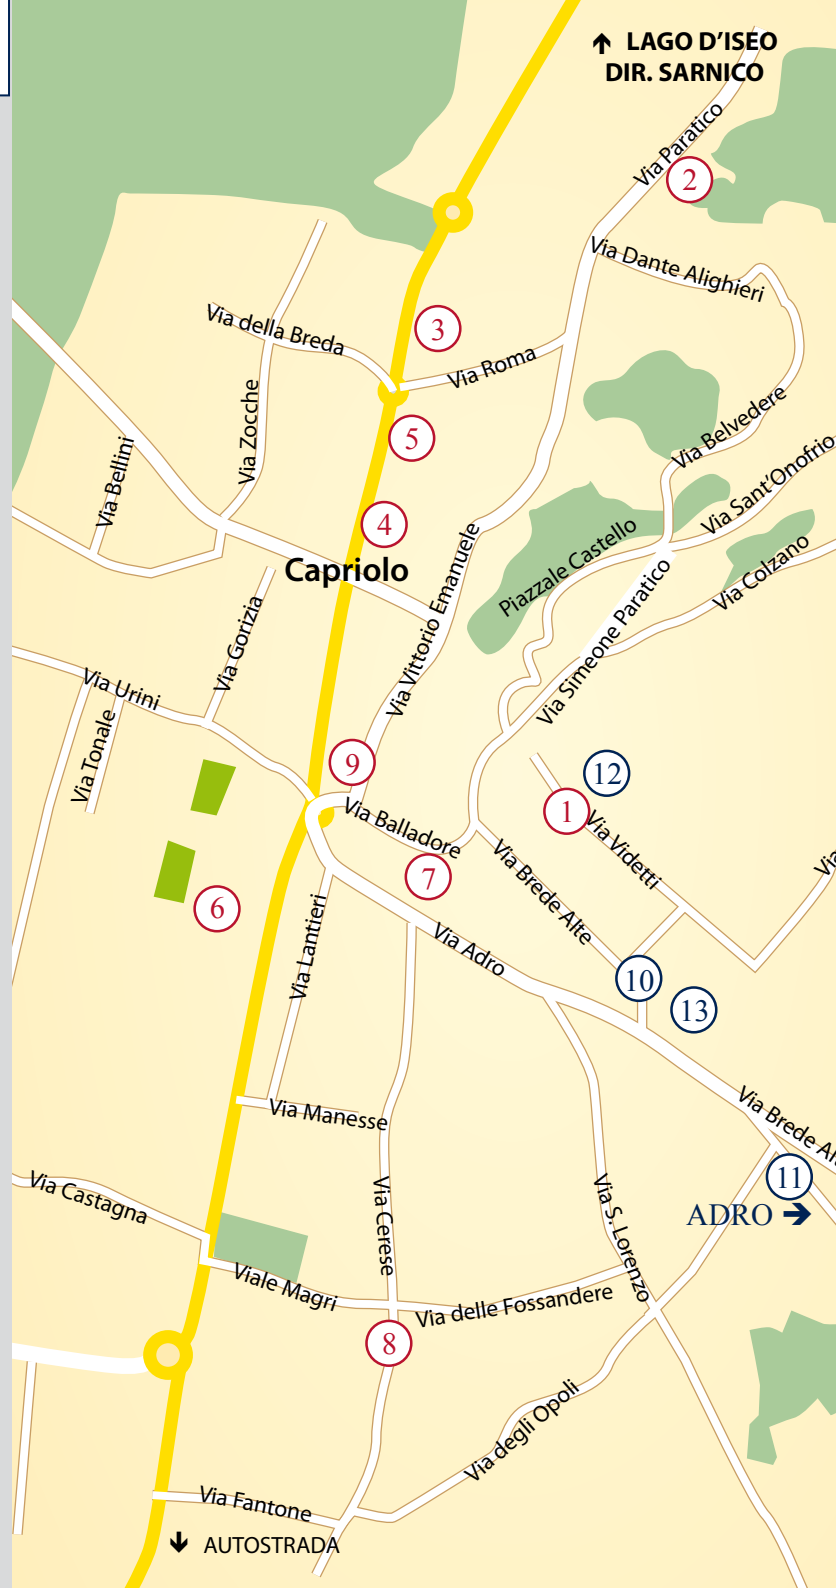 ↑ LAGO D'ISEO
DIR. SARNICO
Via Paratico
2
Via Dante Alighieri
Via della Breda
3
Via Roma
Via Zocche
Via Belvedere
5
Via Bellini
Via Sant'Onofrio
4
Capriolo
Piazzale Castello
Via Colzano
Via Vittorio Emanuele
Via Simeone Paratico
Via Gorizia
Via Urini
Via Tonale
9
12
1
Via Balladore
Via Videtti
Via
7
Via Brede Alte
6
Via Lantieri
Via Adro
10
13
Via Manesse
Via Brede Al
11
ADRO →
Via Castagna
Via Cerese
Via S. Lorenzo
Viale Magri
Via delle Fossandere
8
Via degli Opoli
Via Fantone
↓ AUTOSTRADA